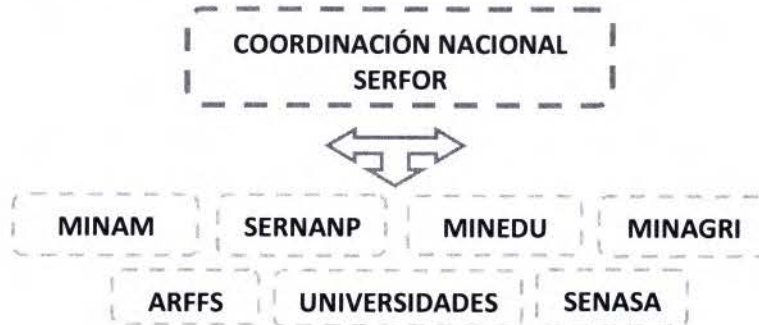 COORDINACIÓN NACIONAL
SERFOR
MINAM
SERNANP
MINEDU
MINAGRI
ARFFS
UNIVERSIDADES
SENASA